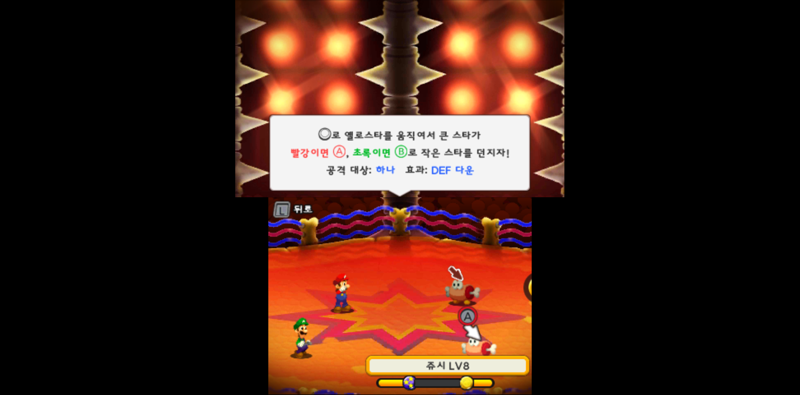 로 옐로스타를 움직여서 큰 스타가
빨강이면 Ⓐ, 초록이면 Ⓑ로 작은 스타를 던지자!
공격 대상: 하나 효과: DEF 다운
L 뒤로
A
쥬시 LV8